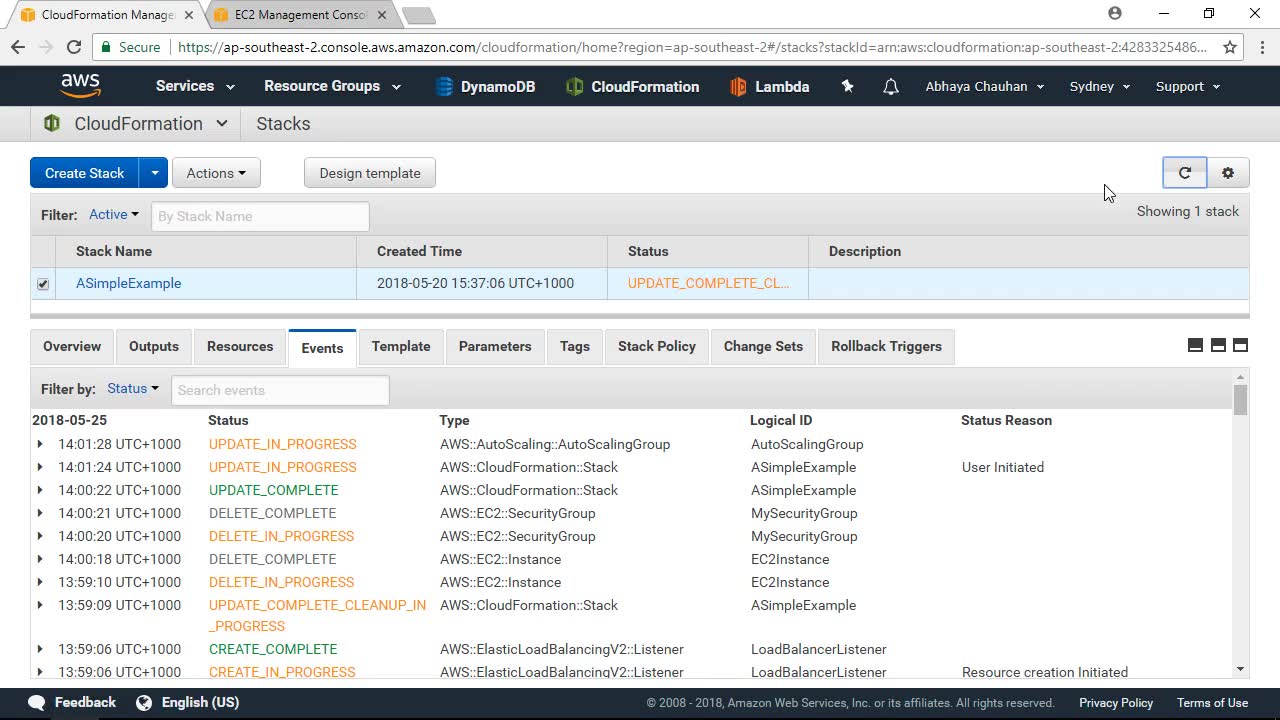 CloudFormation Manage
EC2 Management Conso
Secure https://ap-southeast-2.console.aws.amazon.com/cloudformation/home?region=ap-southeast-2#/stacks?stackId=arn:aws:cloudformation:ap-southeast-2:4283325486...
aws Services Resource Groups DynamoDB CloudFormation Lambda Abhaya Chauhan Sydney Support
CloudFormation Stacks
Create Stack Actions Design template
Filter: Active By Stack Name Showing 1 stack
Stack Name Created Time Status Description
ASimpleExample 2018-05-20 15:37:06 UTC+1000 UPDATE_COMPLETE_CL...
Overview Outputs Resources Events Template Parameters Tags Stack Policy Change Sets Rollback Triggers
Filter by: Status Search events
2018-05-25 Status Type Logical ID Status Reason
14:01:28 UTC+1000 UPDATE_IN_PROGRESS AWS::AutoScaling::AutoScalingGroup AutoScalingGroup
14:01:24 UTC+1000 UPDATE_IN_PROGRESS AWS::CloudFormation::Stack ASimpleExample User Initiated
14:00:22 UTC+1000 UPDATE_COMPLETE AWS::CloudFormation::Stack ASimpleExample
14:00:21 UTC+1000 DELETE_COMPLETE AWS::EC2::SecurityGroup MySecurityGroup
14:00:20 UTC+1000 DELETE_IN_PROGRESS AWS::EC2::SecurityGroup MySecurityGroup
14:00:18 UTC+1000 DELETE_COMPLETE AWS::EC2::Instance EC2Instance
13:59:10 UTC+1000 DELETE_IN_PROGRESS AWS::EC2::Instance EC2Instance
13:59:09 UTC+1000 UPDATE_COMPLETE_CLEANUP_IN AWS::CloudFormation::Stack ASimpleExample
_PROGRESS
13:59:06 UTC+1000 CREATE_COMPLETE AWS::ElasticLoadBalancingV2::Listener LoadBalancerListener
13:59:06 UTC+1000 CREATE_IN_PROGRESS AWS::ElasticLoadBalancingV2::Listener LoadBalancerListener Resource creation Initiated
Feedback English (US) © 2008 - 2018, Amazon Web Services, Inc. or its affiliates. All rights reserved. Privacy Policy Terms of Use